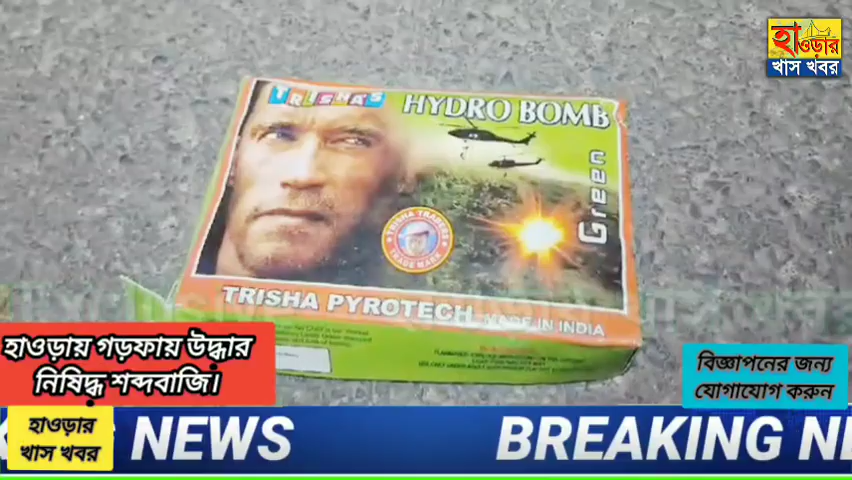 হাওড়ার
খাস খবর
TRISHA'S
HYDRO BOMB
Green
TRISHA TRADERS
TRADE MARK
TRISHA PYROTECH MADE IN INDIA
হাওড়ায় গড়ফায় উদ্ধার
নিষিদ্ধ শব্দবাজি।
বিজ্ঞাপনের জন্য
যোগাযোগ করুন
হাওড়ার
খাস খবর
NEWS
BREAKING